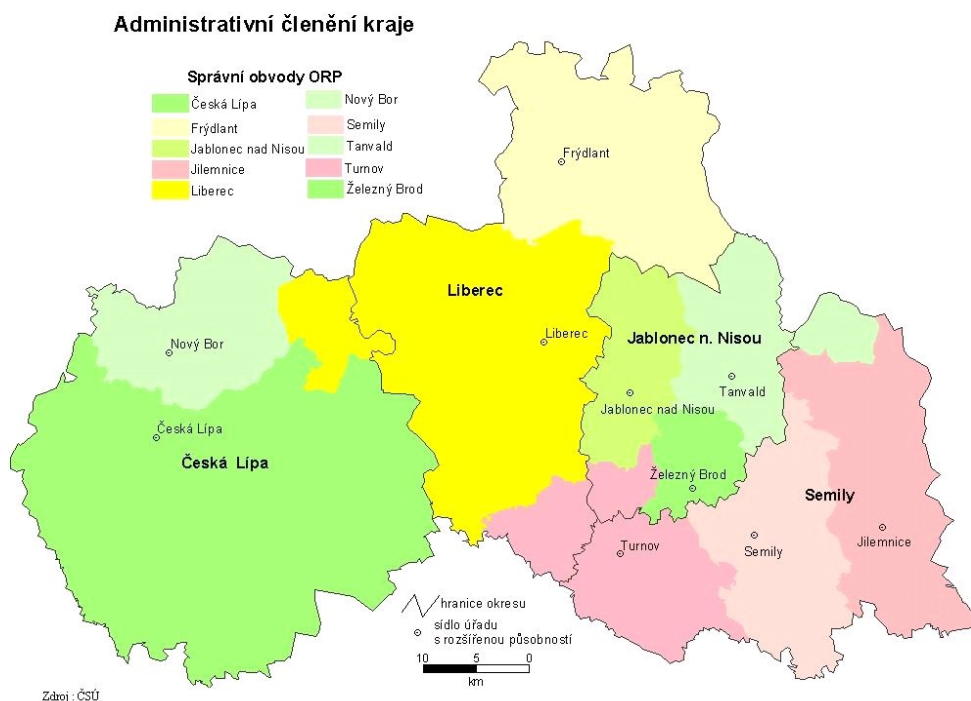 Administrativní členění kraje
Správní obvody ORP
Česká Lípa
Frýdlant
Jablonec nad Nisou
Jilemnice
Liberec
Nový Bor
Semily
Tanvald
Turnov
Železný Brod
Frýdlant
Liberec
Liberec
Nový Bor
Jablonec n. Nisou
Tanvald
Jablonec nad Nisou
Česká Lípa
Česká Lípa
Železný Brod
Semily
Turnov
Semily
Jilemnice
hranice okresu
sídlo úřadu
s rozšířenou působností
10 5 0
km
Zdroj : ČSÚ